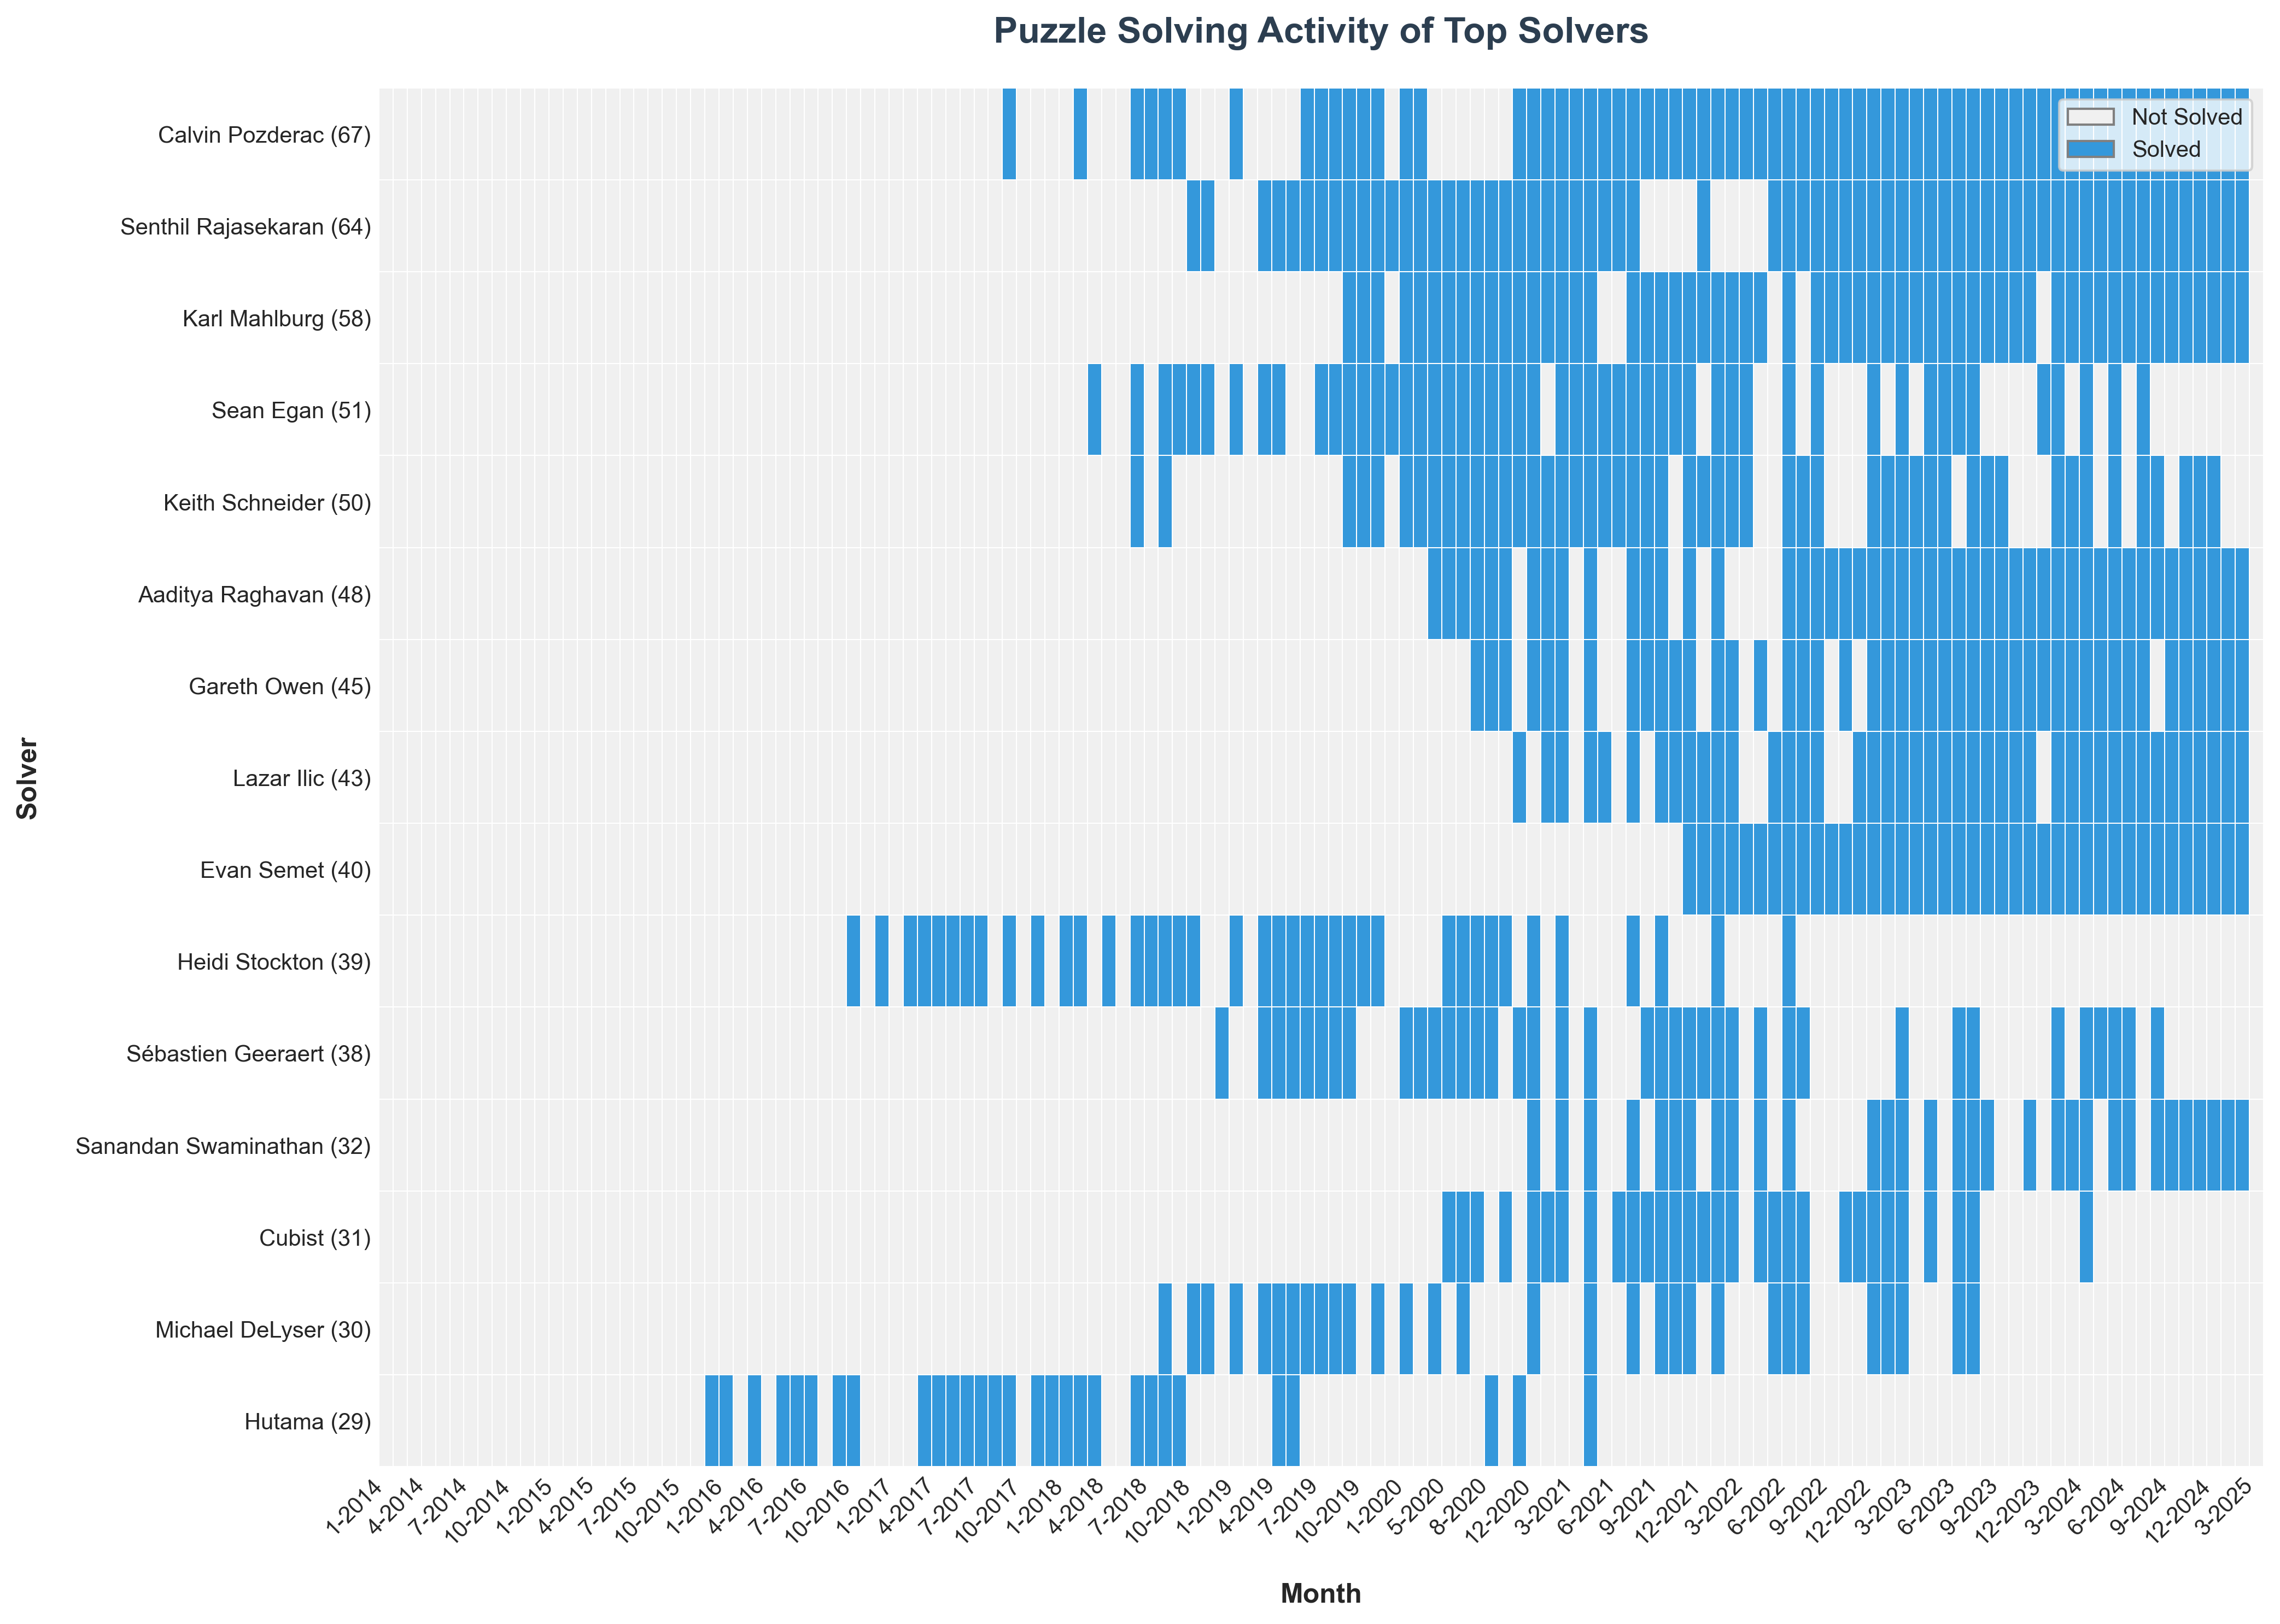 Puzzle Solving Activity of Top Solvers
Not Solved
Solved
Calvin Pozderac (67)
Senthil Rajasekaran (64)
Karl Mahlburg (58)
Sean Egan (51)
Keith Schneider (50)
Aaditya Raghavan (48)
Gareth Owen (45)
Lazar Ilic (43)
Evan Semet (40)
Heidi Stockton (39)
Sébastien Geeraert (38)
Sanandan Swaminathan (32)
Cubist (31)
Michael DeLyser (30)
Hutama (29)
Solver
1-2014
4-2014
7-2014
10-2014
1-2015
4-2015
7-2015
10-2015
1-2016
4-2016
7-2016
10-2016
1-2017
4-2017
7-2017
10-2017
1-2018
4-2018
7-2018
10-2018
1-2019
4-2019
7-2019
10-2019
1-2020
5-2020
8-2020
12-2020
3-2021
6-2021
9-2021
12-2021
3-2022
6-2022
9-2022
12-2022
3-2023
6-2023
9-2023
12-2023
3-2024
6-2024
9-2024
12-2024
3-2025
Month